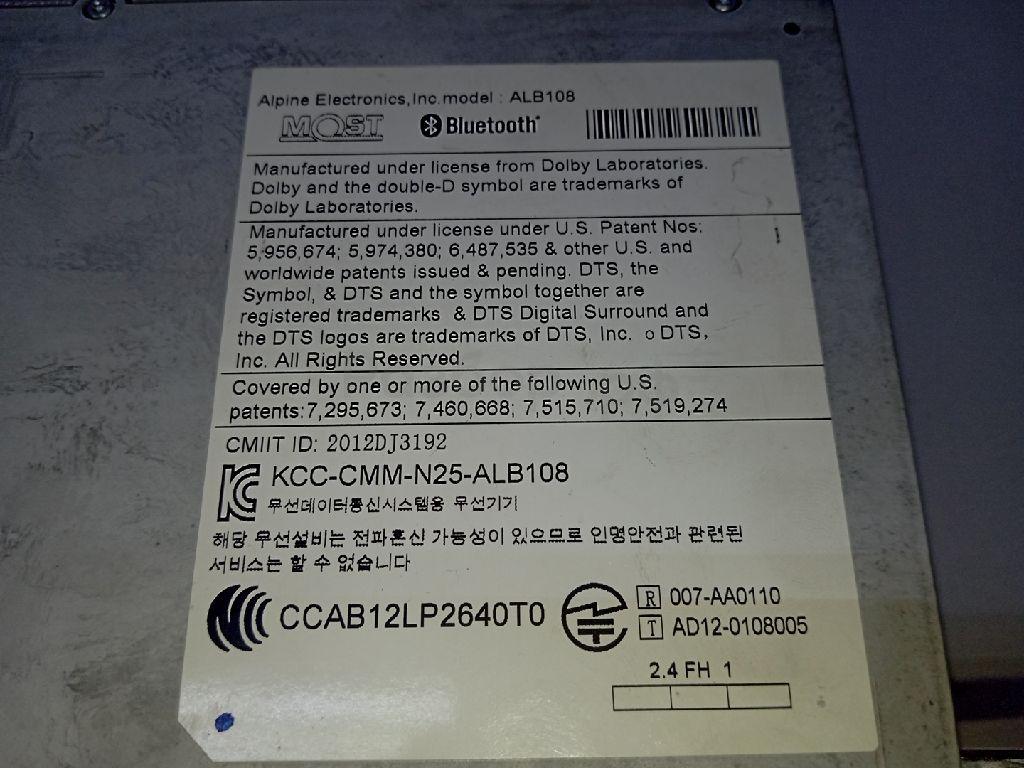 Alpine Electronics,Inc.model : ALB108
MOST Bluetooth
Manufactured under license from Dolby Laboratories.
Dolby and the double-D symbol are trademarks of
Dolby Laboratories.
Manufactured under license under U.S. Patent Nos:
5,956,674; 5,974,380; 6,487,535 & other U.S. and
worldwide patents issued & pending. DTS, the
Symbol, & DTS and the symbol together are
registered trademarks & DTS Digital Surround and
the DTS logos are trademarks of DTS, Inc. o DTS,
Inc. All Rights Reserved.
Covered by one or more of the following U.S.
patents:7,295,673; 7,460,668; 7,515,710; 7,519,274
CMIIT ID: 2012DJ3192
KCC-CMM-N25-ALB108
무선데이터통신시스템용 무선기기
해당 무선설비는 전파혼신 가능성이 있으므로 인명안전과 관련된
서비스는 할 수 없습니다
CCAB12LP2640T0
R 007-AA0110
T AD12-0108005
2.4 FH 1